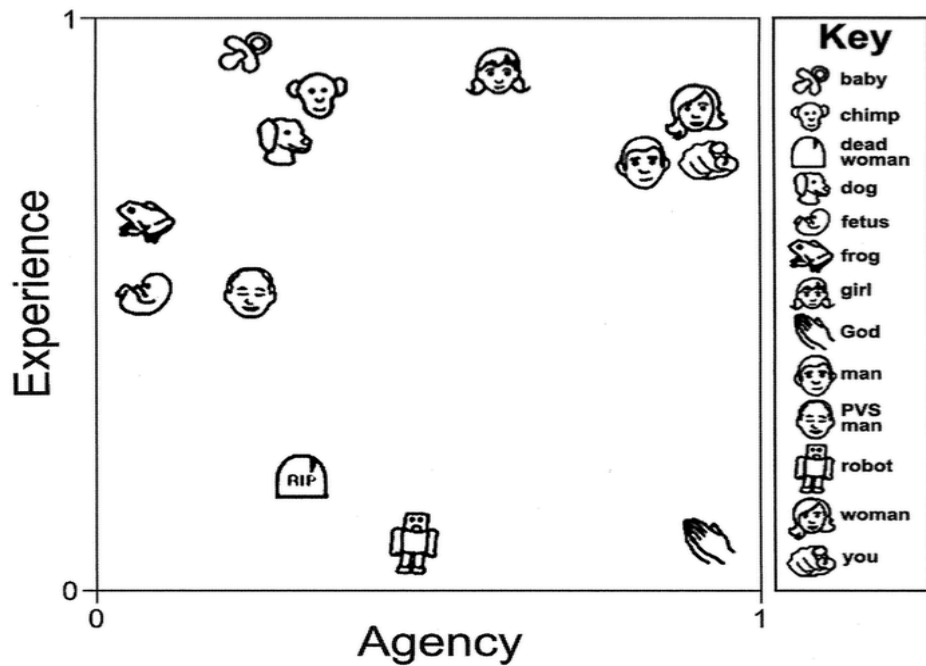 1
Experience
0
RIP
0
1
Agency
Key
baby
chimp
dead
woman
dog
fetus
frog
girl
God
man
PVS
man
robot
woman
you